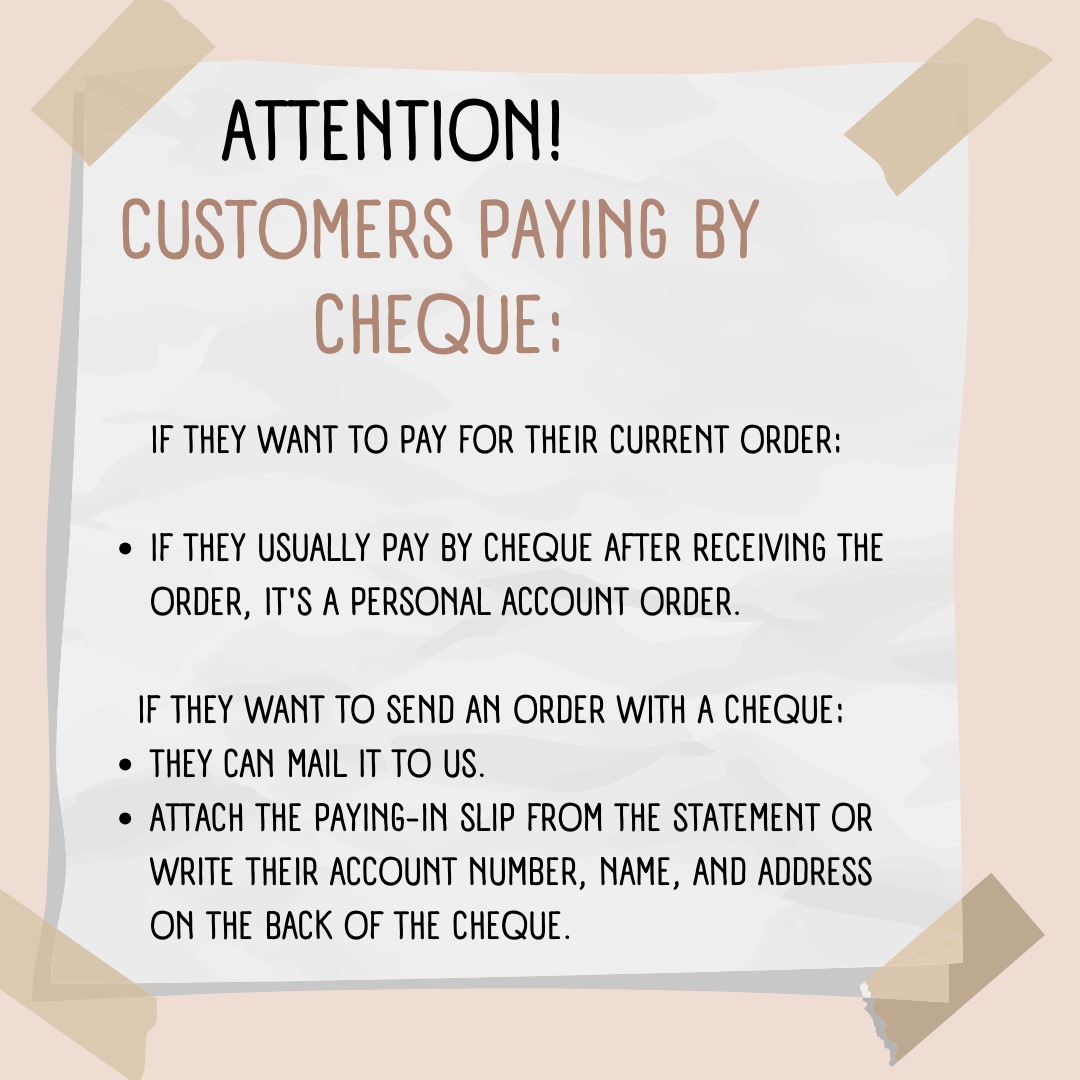 ATTENTION!
CUSTOMERS PAYING BY
CHEQUE:
IF THEY WANT TO PAY FOR THEIR CURRENT ORDER:
• IF THEY USUALLY PAY BY CHEQUE AFTER RECEIVING THE
ORDER, IT'S A PERSONAL ACCOUNT ORDER.
IF THEY WANT TO SEND AN ORDER WITH A CHEQUE:
• THEY CAN MAIL IT TO US.
• ATTACH THE PAYING-IN SLIP FROM THE STATEMENT OR
WRITE THEIR ACCOUNT NUMBER, NAME, AND ADDRESS
ON THE BACK OF THE CHEQUE.